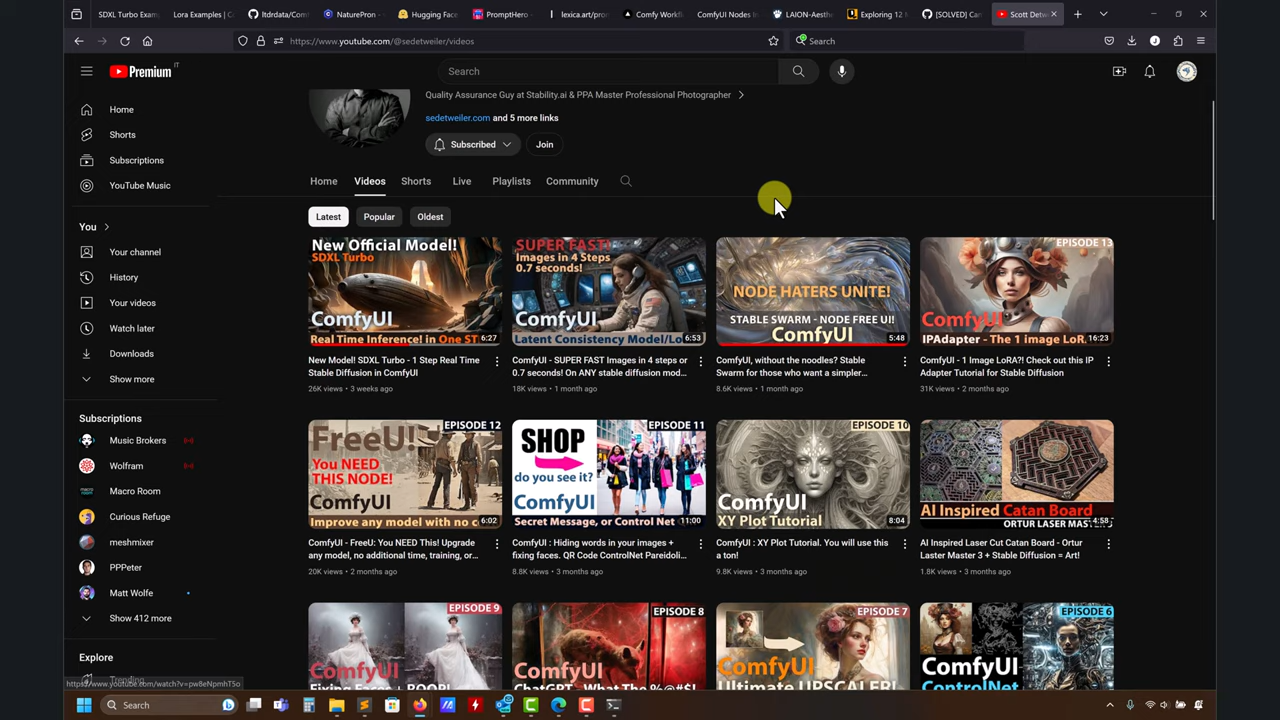 SDXL Turbo Exam
Lora Examples | C
ltdrdata/Comf
NaturePron -
Hugging Face
PromptHero -
lexica.art/pro
Comfy Workfl
ComfyUI Nodes In
LAION-Aesthe
Exploring 12 M
[SOLVED] Ca
Scott Detw
https://www.youtube.com/@sedetweiler/videos
Search
Premium IT
Search
Quality Assurance Guy at Stability.ai & PPA Master Professional Photographer
sedetweiler.com and 5 more links
Subscribed
Join
Home
Videos
Shorts
Live
Playlists
Community
Latest
Popular
Oldest
Home
Shorts
Subscriptions
YouTube Music
You
Your channel
History
Your videos
Watch later
Downloads
Show more
Subscriptions
Music Brokers
Wolfram
Macro Room
Curious Refuge
meshmixer
PPPeter
Matt Wolfe
Show 412 more
Explore
Trending
New Official Model!
SDXL Turbo
ComfyUI
Real Time Inference! in One ST
6:27
New Model! SDXL Turbo - 1 Step Real Time
Stable Diffusion in ComfyUI
26K views • 3 weeks ago
SUPER FAST!
Images in 4 Steps
0.7 seconds!
ComfyUI
Latent Consistency Model/Lo
6:53
ComfyUI - SUPER FAST Images in 4 steps or
0.7 seconds! On ANY stable diffusion mod...
18K views • 1 month ago
NODE HATERS UNITE!
STABLE SWARM - NODE FREE UI!
ComfyUI
5:48
ComfyUI, without the noodles? Stable
Swarm for those who want a simpler...
8.6K views • 1 month ago
EPISODE 13
ComfyUI
IPAdapter - The 1 image LoR
16:23
ComfyUI - 1 Image LoRA?! Check out this IP
Adapter Tutorial for Stable Diffusion
31K views • 2 months ago
EPISODE 12
FreeU!
You NEED
THIS NODE!
ComfyUI
Improve any model with no c
6:02
ComfyUI - FreeU: You NEED This! Upgrade
any model, no additional time, training, or...
20K views • 2 months ago
EPISODE 11
SHOP
do you see it?
ComfyUI
Secret Message, or Control Net
11:00
ComfyUI : Hiding words in your images +
fixing faces. QR Code ControlNet Pareidoli...
8.8K views • 3 months ago
EPISODE 10
ComfyUI
XY Plot Tutorial
8:04
ComfyUI : XY Plot Tutorial. You will use this
a ton!
9.8K views • 3 months ago
AI Inspired Catan Board
ORTUR LASER MAST
4:58
AI Inspired Laser Cut Catan Board - Ortur
Laser Master 3 + Stable Diffusion = Art!
1.8K views • 3 months ago
EPISODE 9
ComfyUI
EPISODE 8
ComfyUI
ChatGPT - What The %@#$!
EPISODE 7
ComfyUI
Ultimate UPSCALER!
EPISODE 6
ComfyUI
ControlNet
https://www.youtube.com/watch?v=pw8eNpmhT5o
Search